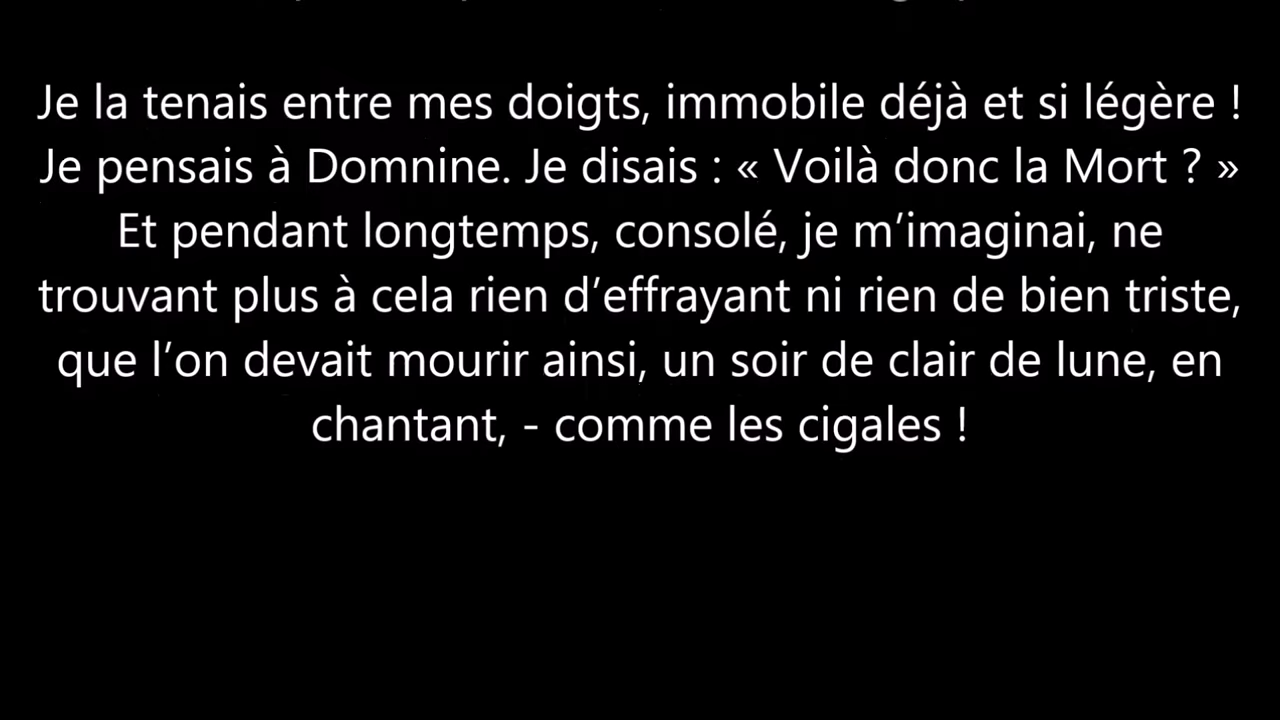 Je la tenais entre mes doigts, immobile déjà et si légère !
Je pensais à Domnine. Je disais : « Voilà donc la Mort ? »
Et pendant longtemps, consolé, je m’imaginai, ne
trouvant plus à cela rien d’effrayant ni rien de bien triste,
que l’on devait mourir ainsi, un soir de clair de lune, en
chantant, - comme les cigales !